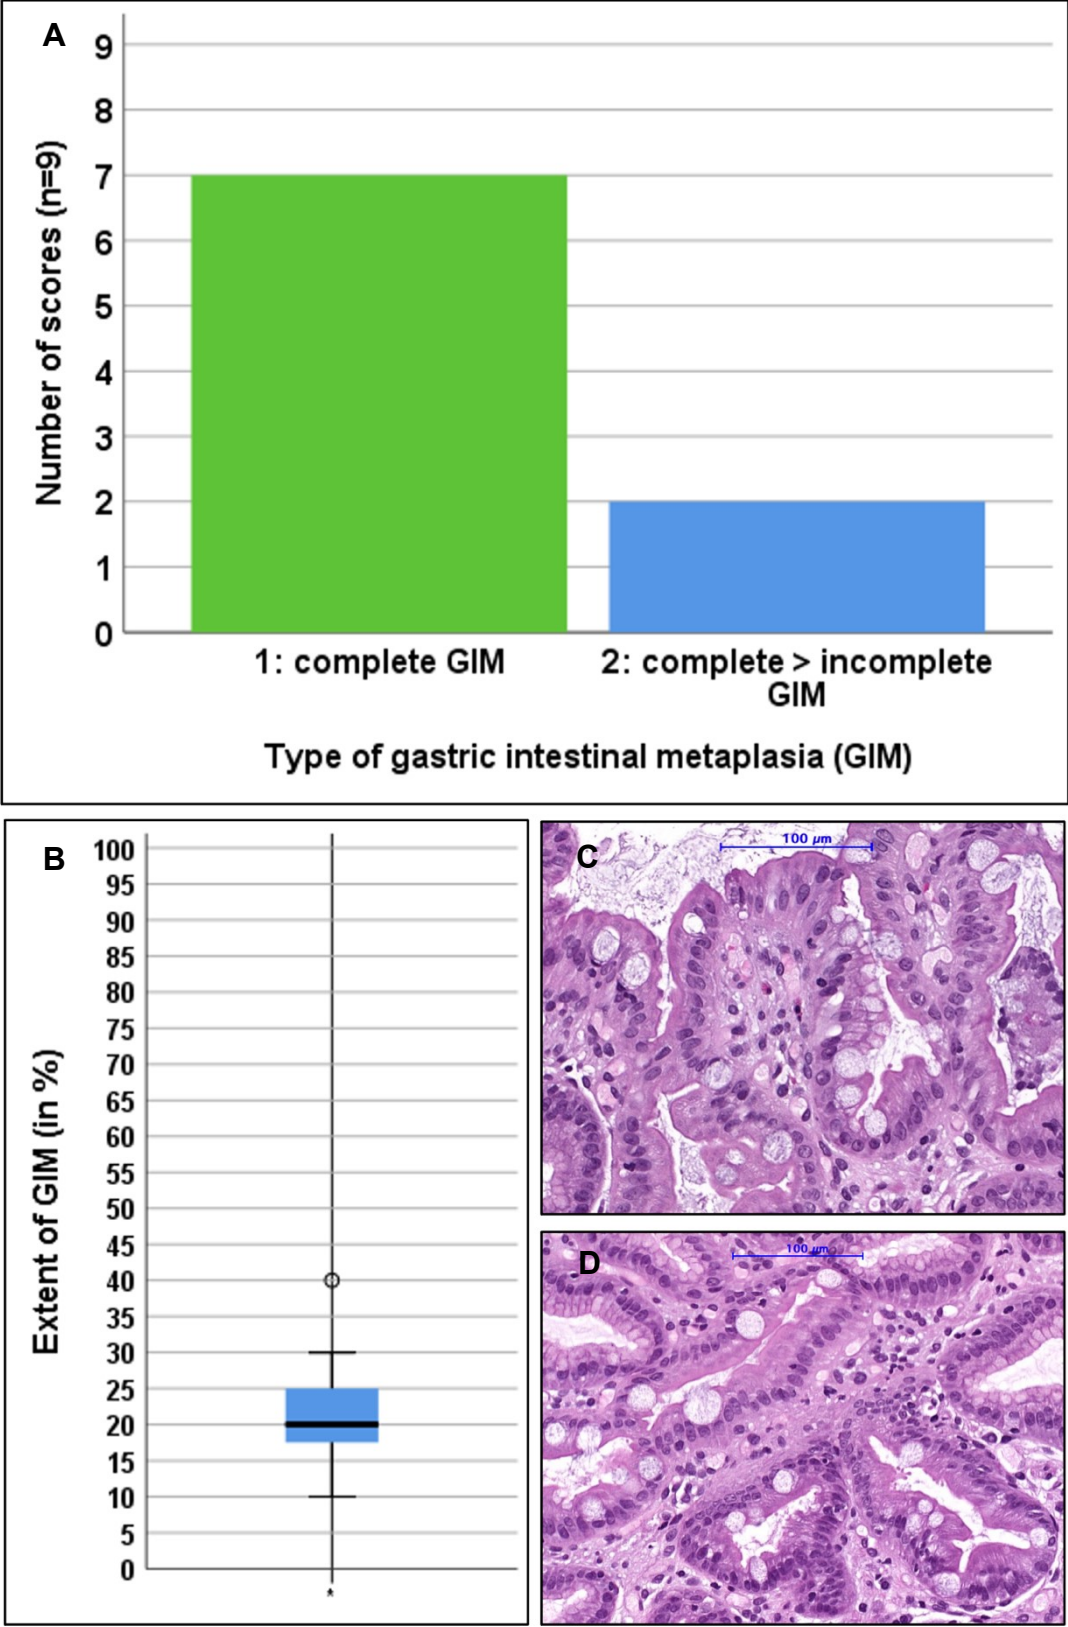 A
9
8
7
6
5
4
3
2
1
0
Number of scores (n=9)
1: complete GIM
2: complete > incomplete
GIM
Type of gastric intestinal metaplasia (GIM)
B
100
95
90
85
80
75
70
65
60
55
50
45
40
35
30
25
20
15
10
5
0
Extent of GIM (in %)
*
C
100 µm
D
100 µm